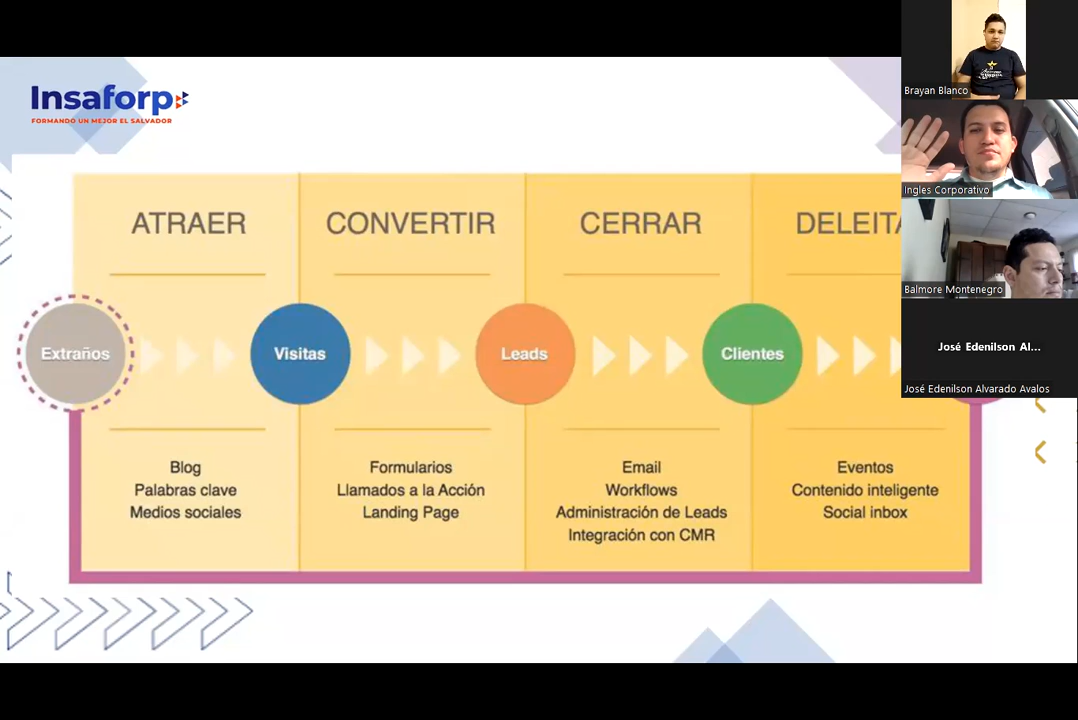 Insaforp
FORMANDO UN MEJOR EL SALVADOR
ATRAER
CONVERTIR
CERRAR
Extraños
Visitas
Leads
Clientes
Blog
Palabras clave
Medios sociales
Formularios
Llamados a la Acción
Landing Page
Email
Workflows
Administración de Leads
Integración con CMR
Eventos
Contenido inteligente
Social inbox
Brayan Blanco
Ingles Corporativo
Balmore Montenegro
José Edenilson Al...
José Edenilson Alvarado Avalos